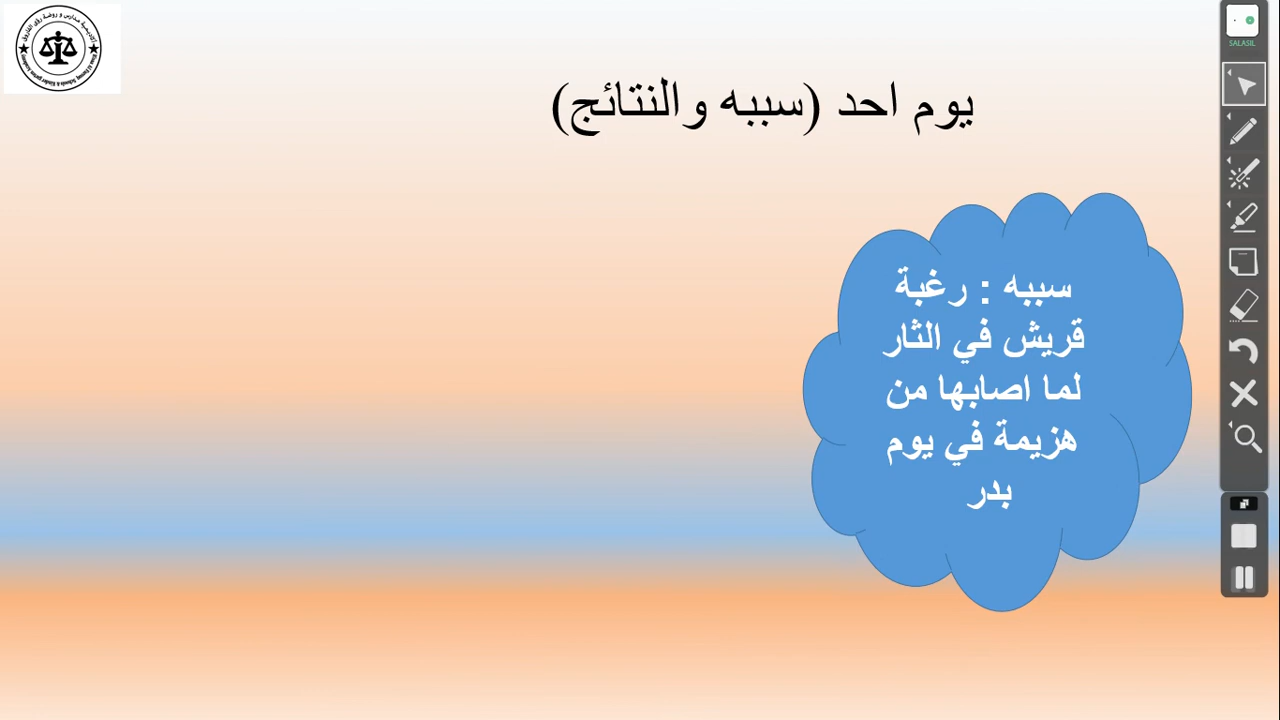 يوم احد (سببه والنتائج)
سببه : رغبة
قريش في الثار
لما اصابها من
هزيمة في يوم
بدر
SALASIL